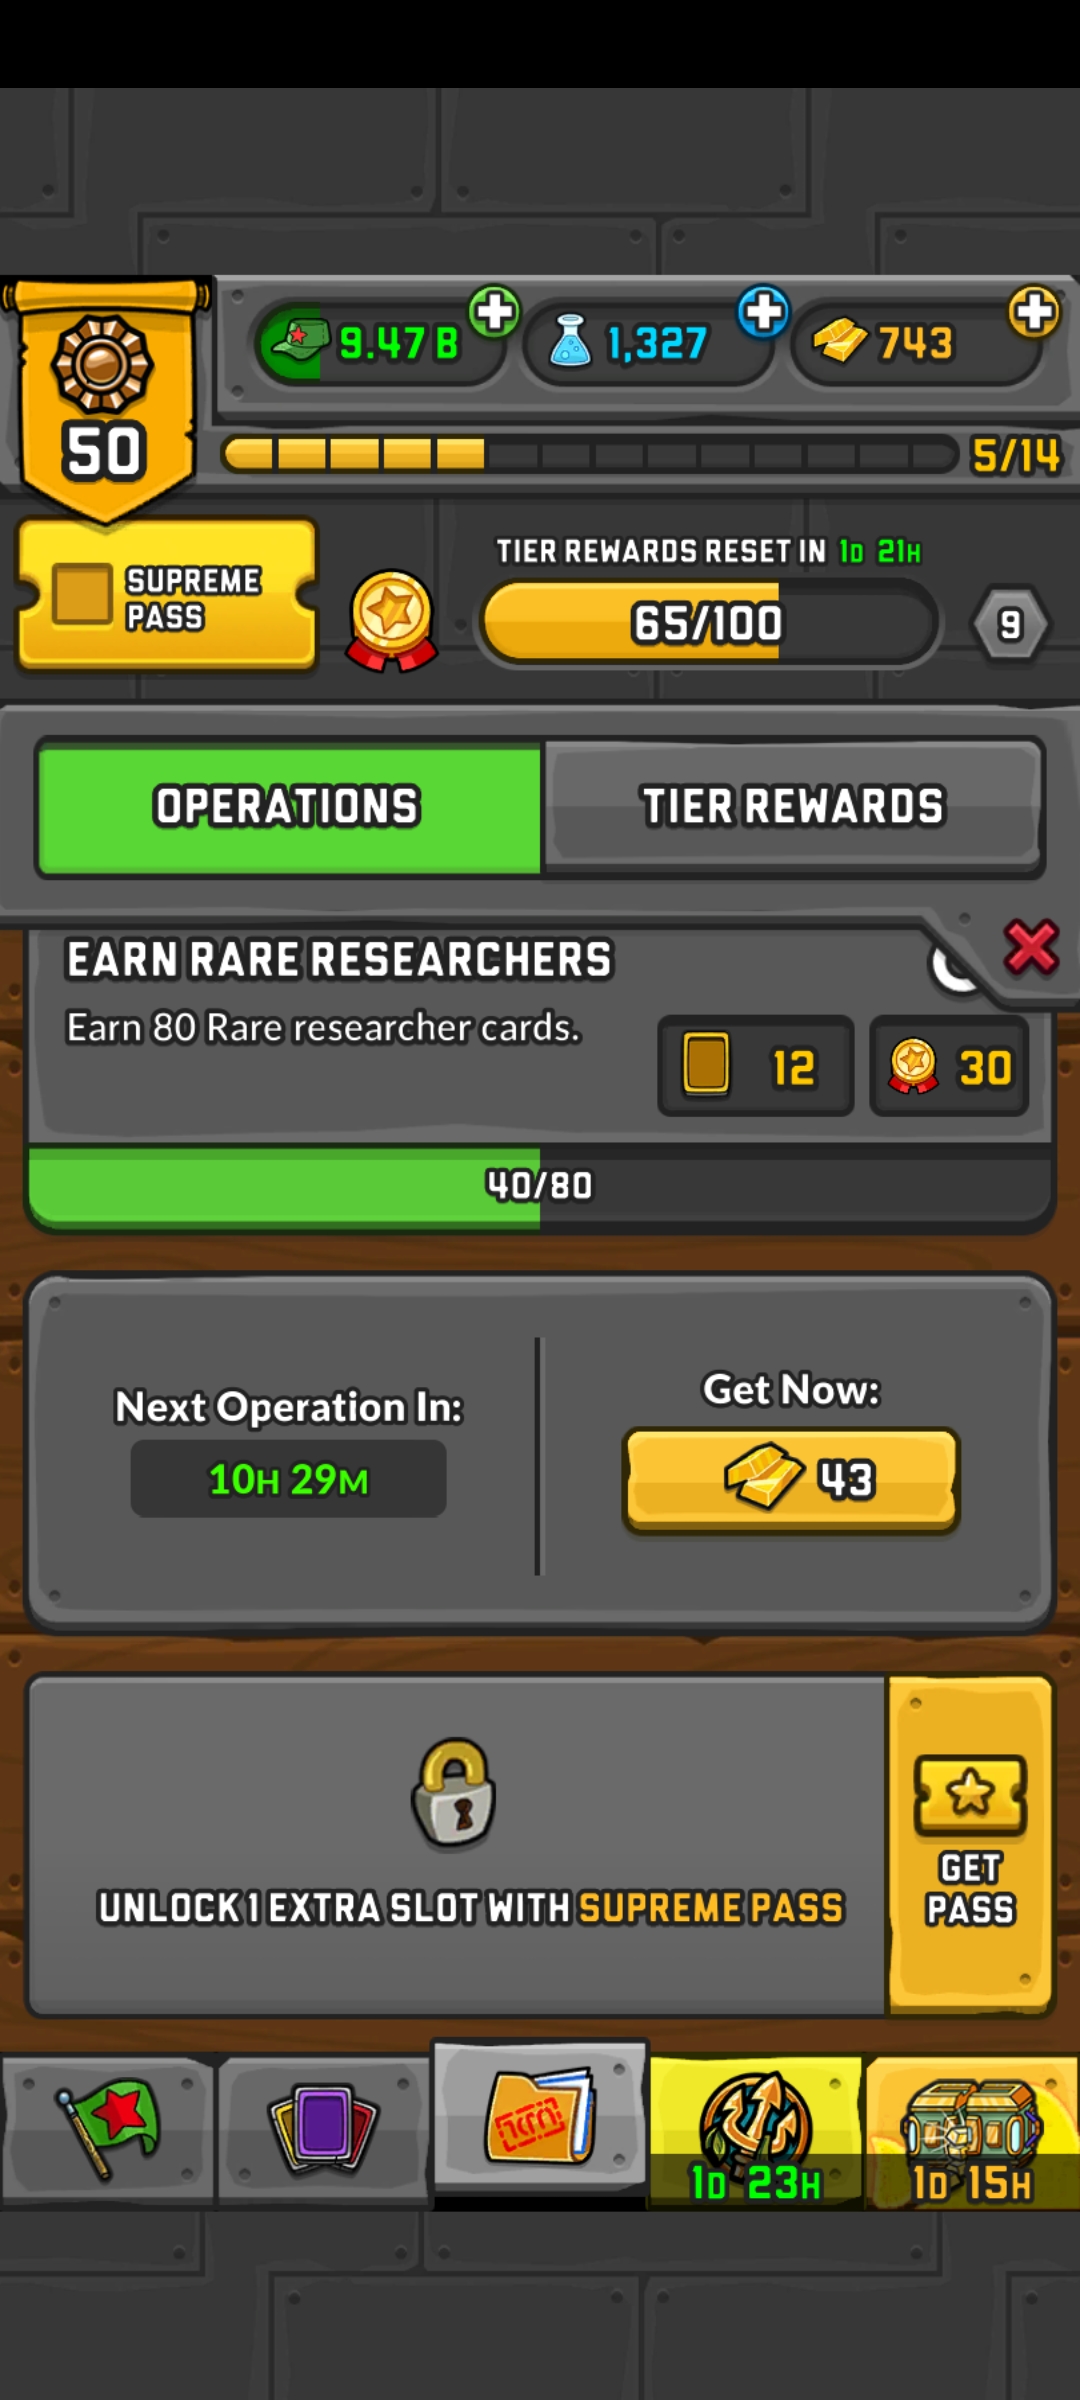 9.47 B
1,327
743
50
5/14
SUPREME
PASS
TIER REWARDS RESET IN 1D 21H
65/100
9
OPERATIONS
TIER REWARDS
EARN RARE RESEARCHERS
Earn 80 Rare researcher cards.
12
30
40/80
Next Operation In:
10H 29M
Get Now:
43
UNLOCK 1 EXTRA SLOT WITH SUPREME PASS
GET
PASS
1D 23H
1D 15H